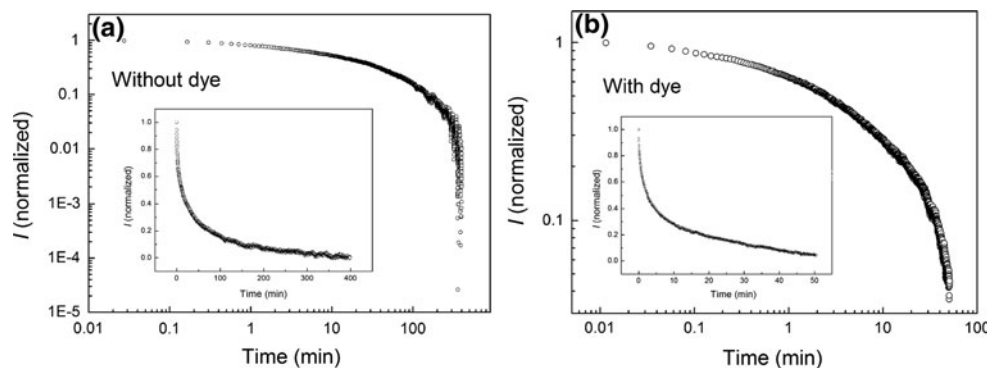 (a)
Without dye
I (normalized)
1
0.1
0.01
1E-3
1E-4
1E-5
0.01
0.1
1
10
100
Time (min)
I (normalized)
1.0
0.8
0.6
0.4
0.2
0.0
0
100
200
300
400
Time (min)
(b)
With dye
I (normalized)
1
0.1
0.01
0.1
1
10
100
Time (min)
I (normalized)
1.0
0.8
0.6
0.4
0.2
0.0
0
10
20
30
40
50
Time (min)